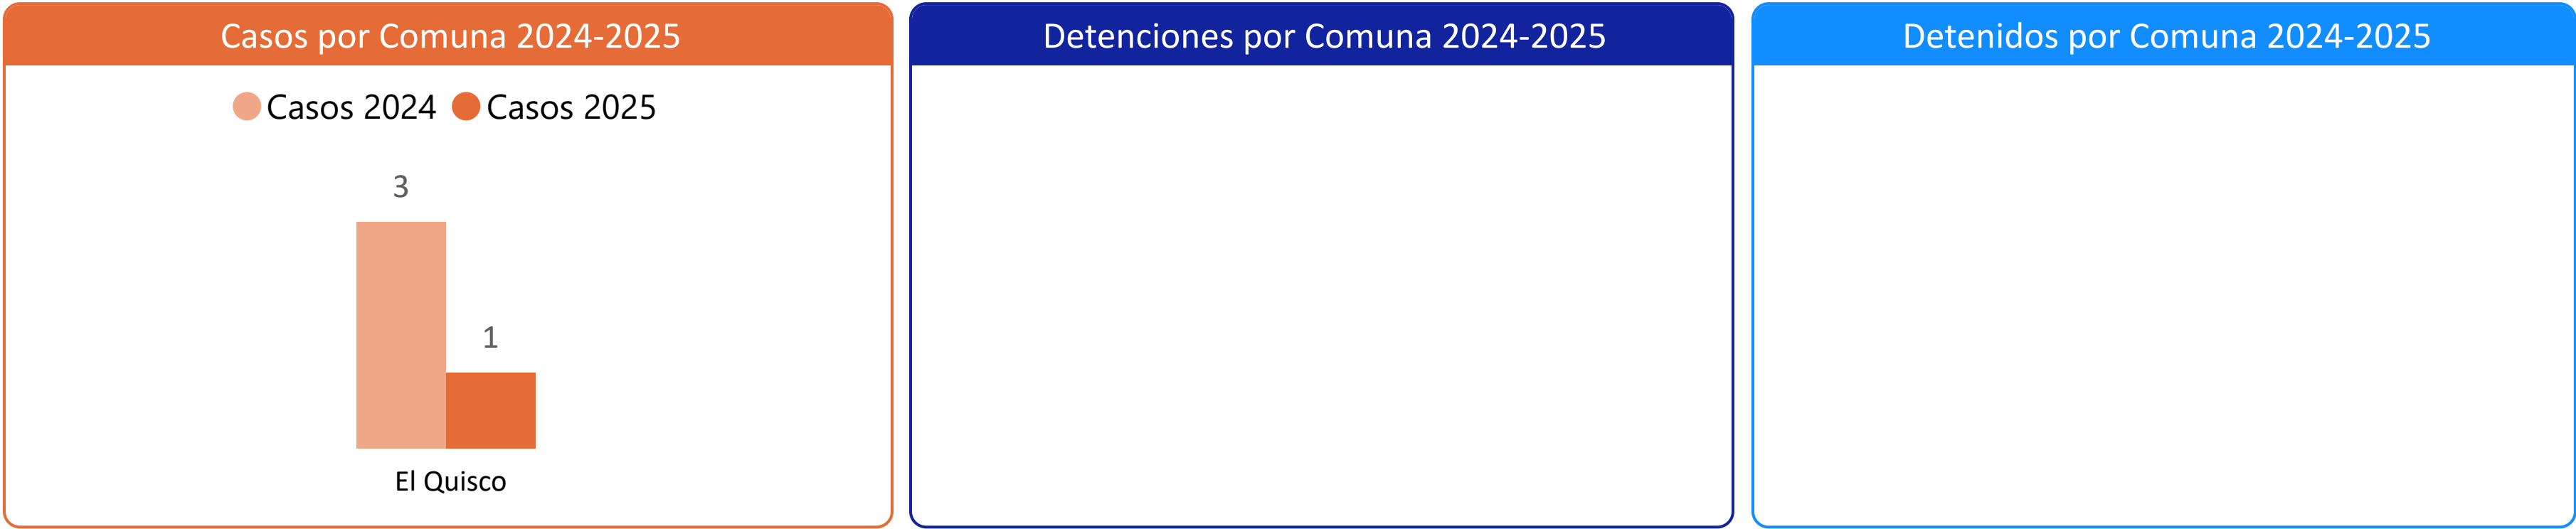 Casos por Comuna 2024-2025
Casos 2024 Casos 2025
3
1
El Quisco
Detenciones por Comuna 2024-2025
Detenidos por Comuna 2024-2025